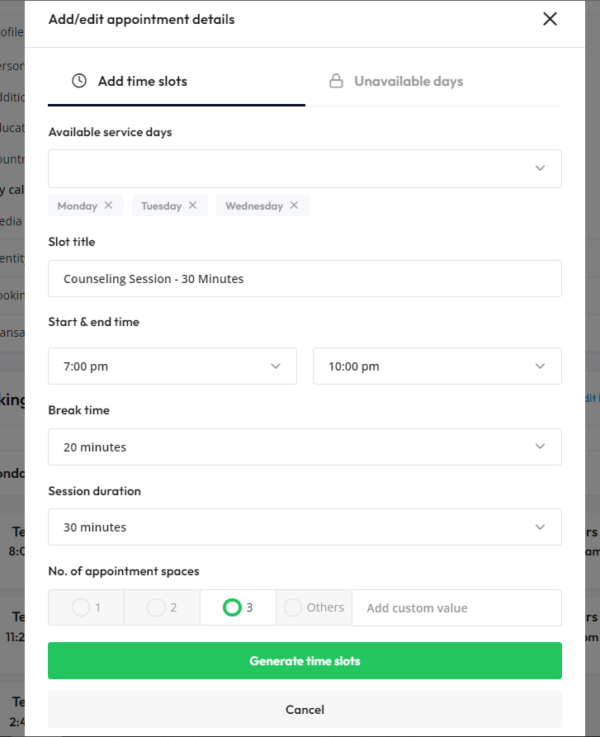 Add/edit appointment details
Add time slots Unavailable days
Available service days
Monday Tuesday Wednesday
Slot title
Counseling Session - 30 Minutes
Start & end time
7:00 pm 10:00 pm
Break time
20 minutes
Session duration
30 minutes
No. of appointment spaces
1 2 3 Others Add custom value
Generate time slots
Cancel